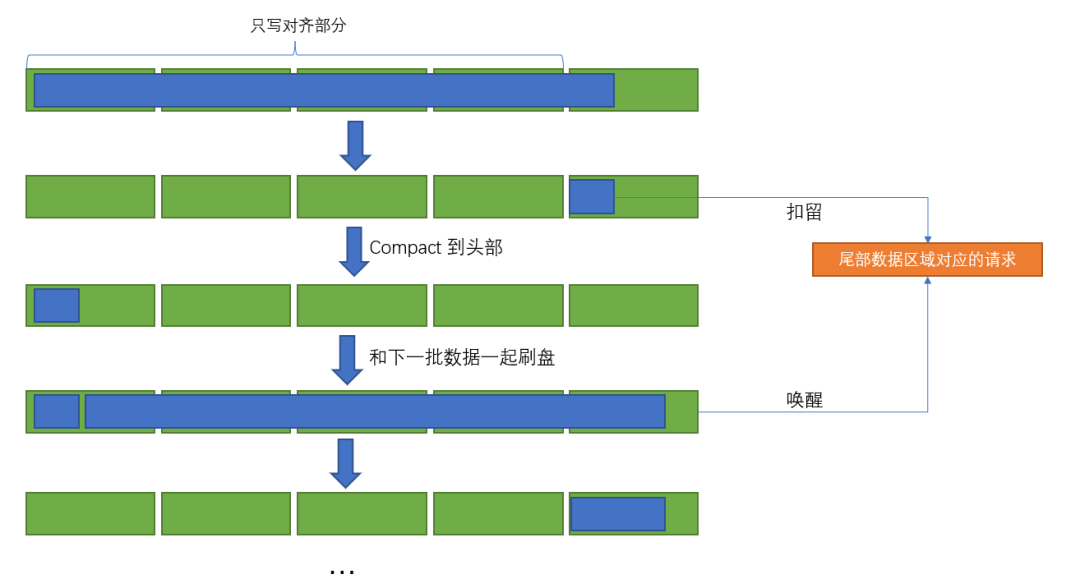 只写对齐部分
扣留
Compact 到头部
尾部数据区域对应的请求
和下一批数据一起刷盘
唤醒
...